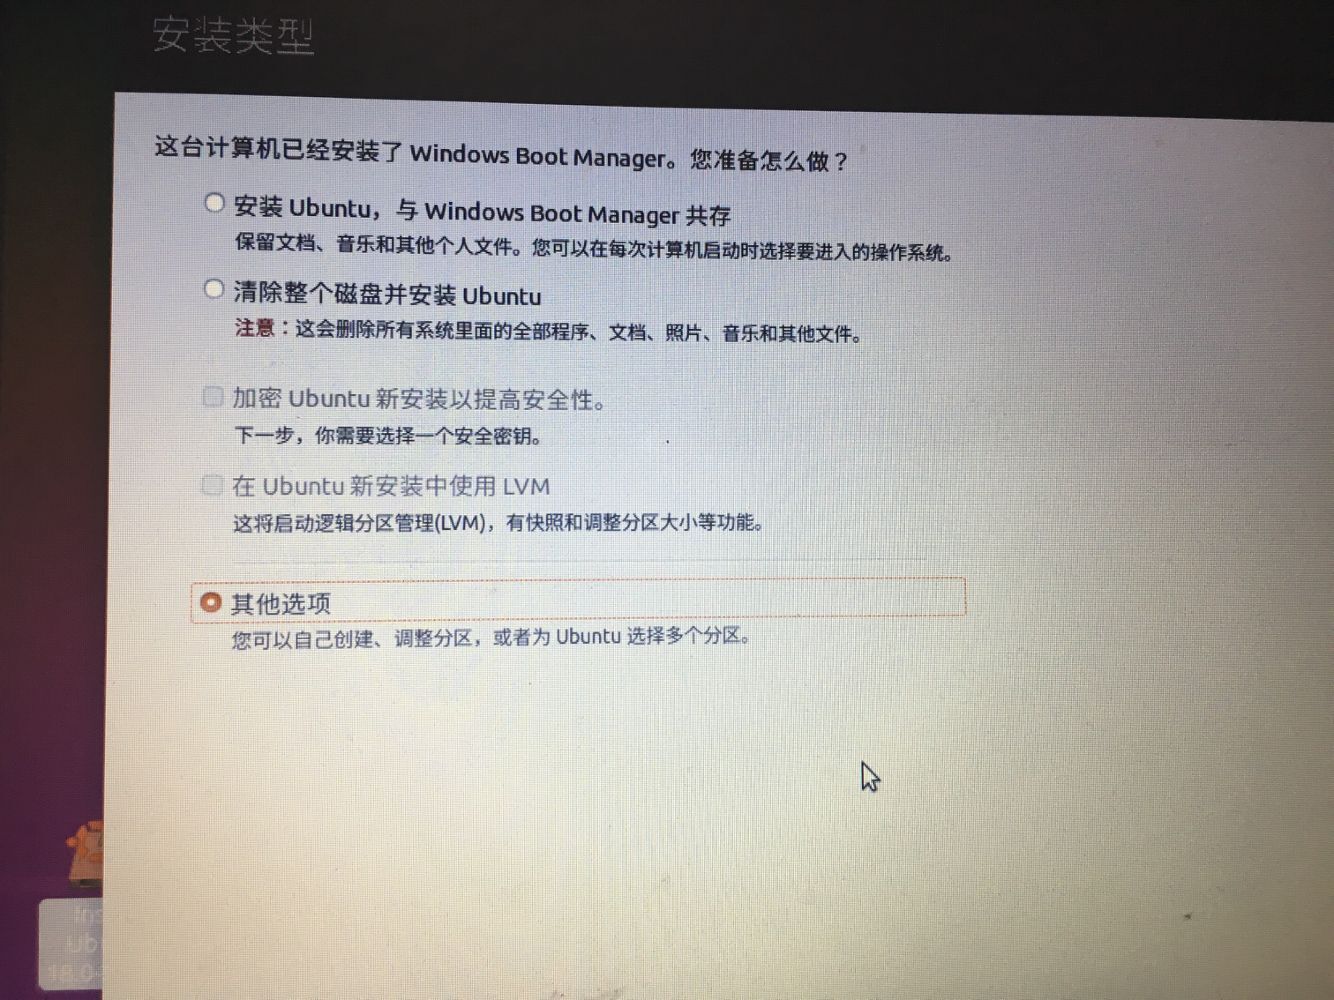 安装类型
这台计算机已经安装了 Windows Boot Manager。您准备怎么做？
安装 Ubuntu，与 Windows Boot Manager 共存
保留文档、音乐和其他个人文件。您可以在每次计算机启动时选择要进入的操作系统。
清除整个磁盘并安装 Ubuntu
注意：这会删除所有系统里面的全部程序、文档、照片、音乐和其他文件。
加密 Ubuntu 新安装以提高安全性。
下一步，你需要选择一个安全密钥。
在 Ubuntu 新安装中使用 LVM
这将启动逻辑分区管理(LVM)，有快照和调整分区大小等功能。
其他选项
您可以自己创建、调整分区，或者为 Ubuntu 选择多个分区。